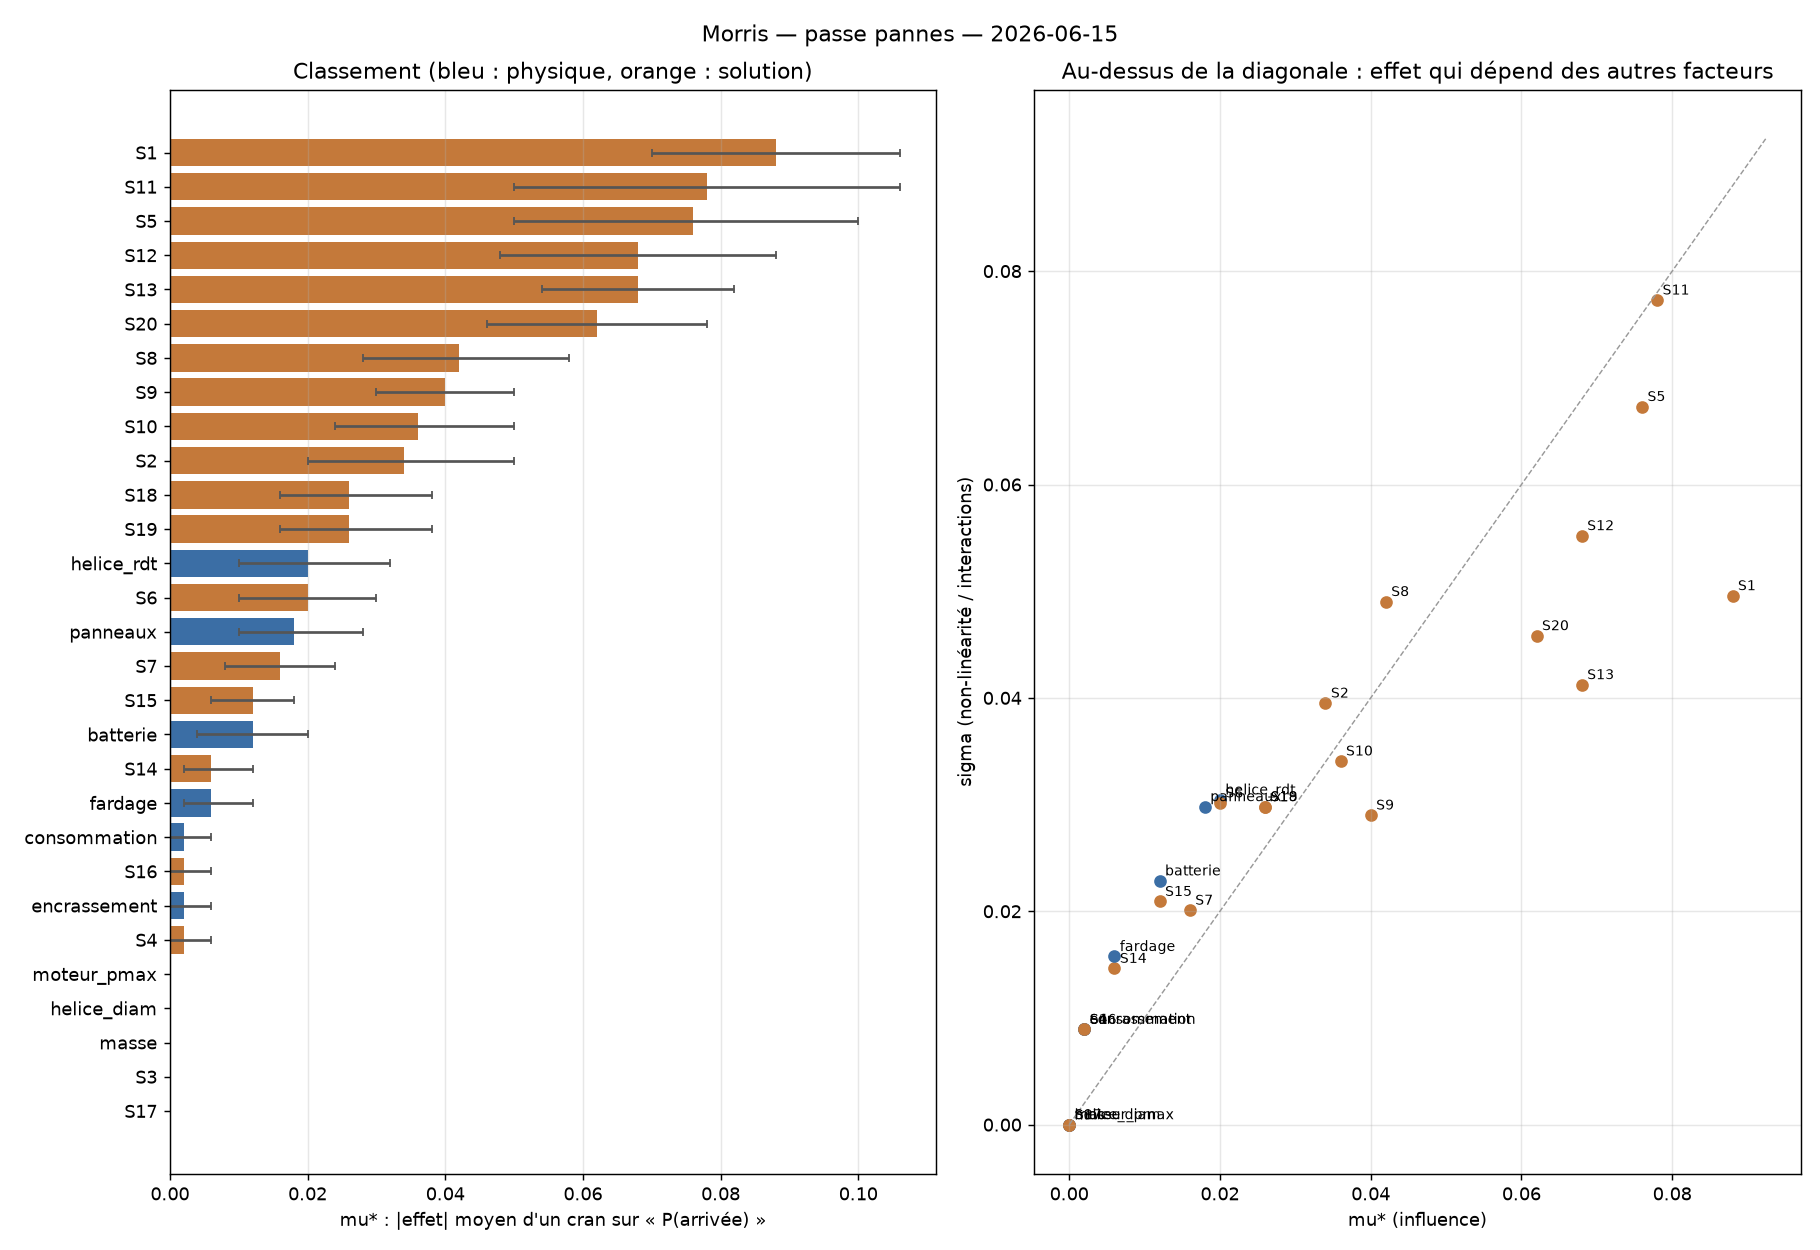 Morris — passe pannes — 2026-06-15
Classement (bleu : physique, orange : solution)
S1
S11
S5
S12
S13
S20
S8
S9
S10
S2
S18
S19
helice_rdt
S6
panneaux
S7
S15
batterie
S14
fardage
consommation
S16
encrassement
S4
moteur_pmax
helice_diam
masse
S3
S17
0.00 0.02 0.04 0.06 0.08 0.10
mu* : |effet| moyen d'un cran sur « P(arrivée) »
Au-dessus de la diagonale : effet qui dépend des autres facteurs
sigma (non-linéarité / interactions)
0.08
0.06
0.04
0.02
0.00
S11
S5
S12
S1
S8
S20
S13
S2
S10
helice_rdt
panneaux
S9
batterie
S15
S7
fardage
S14
0.00 0.02 0.04 0.06 0.08
mu* (influence)